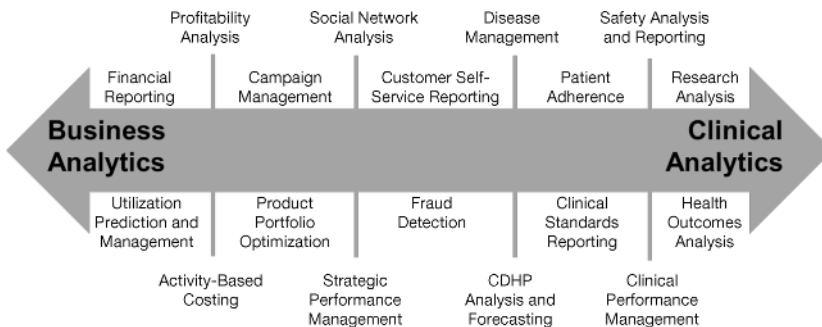 Profitability
Analysis
Social Network
Analysis
Disease
Management
Safety Analysis
and Reporting
Financial
Reporting
Campaign
Management
Customer Self-
Service Reporting
Patient
Adherence
Research
Analysis
Business
Analytics
Clinical
Analytics
Utilization
Prediction and
Management
Product
Portfolio
Optimization
Fraud
Detection
Clinical
Standards
Reporting
Health
Outcomes
Analysis
Activity-Based
Costing
Strategic
Performance
Management
CDHP
Analysis and
Forecasting
Clinical
Performance
Management